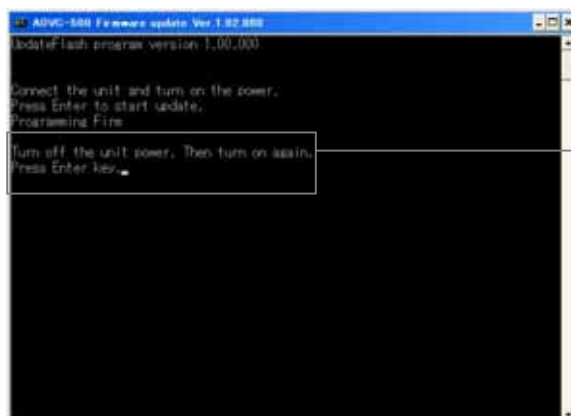 ADVC-500 Firmware update Ver 1.02.000
UpdateFlash program version 1.00.000
Connect the unit and turn on the power.
Press Enter to start update.
Programming Firm
Turn off the unit power. Then turn on again.
Press Enter key.